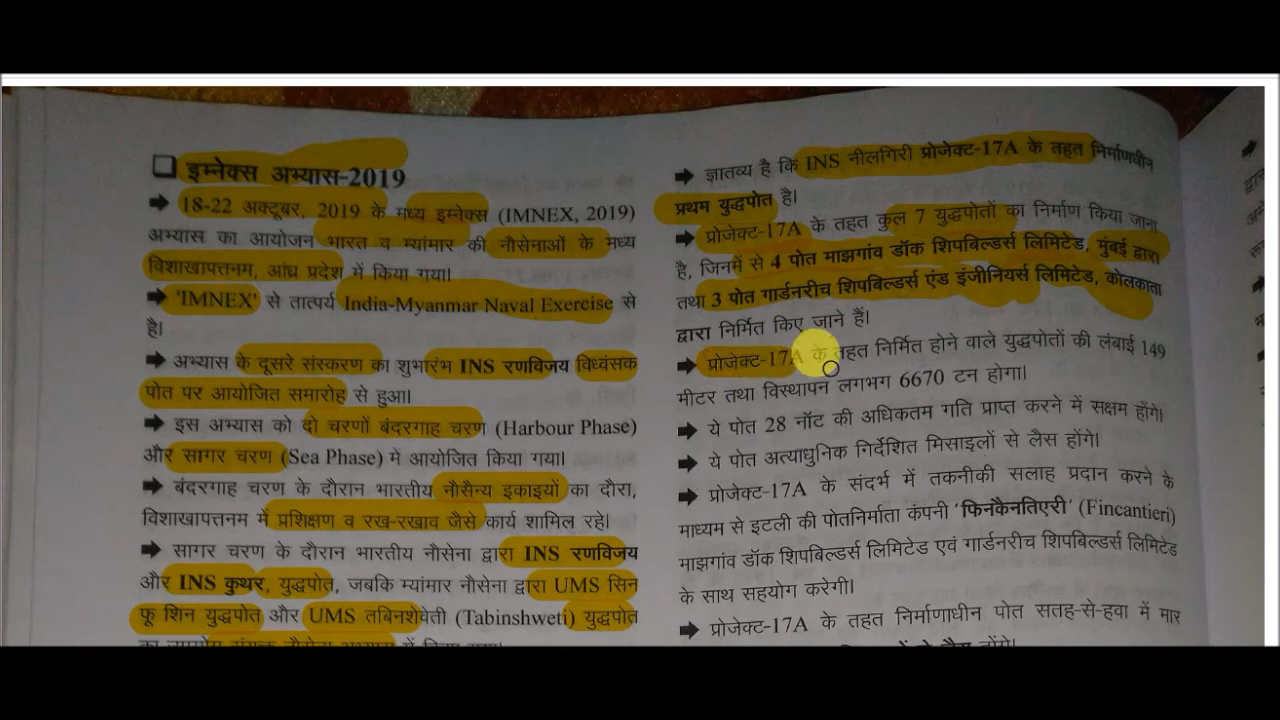 ❑ इम्नेक्स अभ्यास-2019
➡ 18-22 अक्टूबर, 2019 के मध्य इम्नेक्स (IMNEX, 2019)
अभ्यास का आयोजन भारत व म्यांमार की नौसेनाओं के मध्य
विशाखापत्तनम, आंध्र प्रदेश में किया गया।
➡ 'IMNEX' से तात्पर्य India-Myanmar Naval Exercise से
है।
➡ अभ्यास के दूसरे संस्करण का शुभारंभ INS रणविजय विध्वंसक
पोत पर आयोजित समारोह से हुआ।
➡ इस अभ्यास को दो चरणों बंदरगाह चरण (Harbour Phase)
और सागर चरण (Sea Phase) में आयोजित किया गया।
➡ बंदरगाह चरण के दौरान भारतीय नौसैन्य इकाइयों का दौरा,
विशाखापत्तनम में प्रशिक्षण व रख-रखाव जैसे कार्य शामिल रहे।
➡ सागर चरण के दौरान भारतीय नौसेना द्वारा INS रणविजय
और INS कुथर, युद्धपोत, जबकि म्यांमार नौसेना द्वारा UMS सिन
फू शिन युद्धपोत और UMS तबिनशेवेती (Tabinshweti) युद्धपोत
➡ ज्ञातव्य है कि INS नीलगिरी प्रोजेक्ट-17A के तहत निर्माणधीन
प्रथम युद्धपोत है।
➡ प्रोजेक्ट-17A के तहत कुल 7 युद्धपोतों का निर्माण किया जाना
है, जिनमें से 4 पोत माझगांव डॉक शिपबिल्डर्स लिमिटेड, मुंबई द्वारा
तथा 3 पोत गार्डनरीच शिपबिल्डर्स एंड इंजीनियर्स लिमिटेड, कोलकाता
द्वारा निर्मित किए जाने हैं।
➡ प्रोजेक्ट-17A के तहत निर्मित होने वाले युद्धपोतों की लंबाई 149
मीटर तथा विस्थापन लगभग 6670 टन होगा।
➡ ये पोत 28 नॉट की अधिकतम गति प्राप्त करने में सक्षम होंगे।
➡ ये पोत अत्याधुनिक निर्देशित मिसाइलों से लैस होंगे।
➡ प्रोजेक्ट-17A के संदर्भ में तकनीकी सलाह प्रदान करने के
माध्यम से इटली की पोतनिर्माता कंपनी 'फिनकैनतिएरी' (Fincantieri)
माझगांव डॉक शिपबिल्डर्स लिमिटेड एवं गार्डनरीच शिपबिल्डर्स लिमिटेड
के साथ सहयोग करेगी।
➡ प्रोजेक्ट-17A के तहत निर्माणाधीन पोत सतह-से-हवा में मार